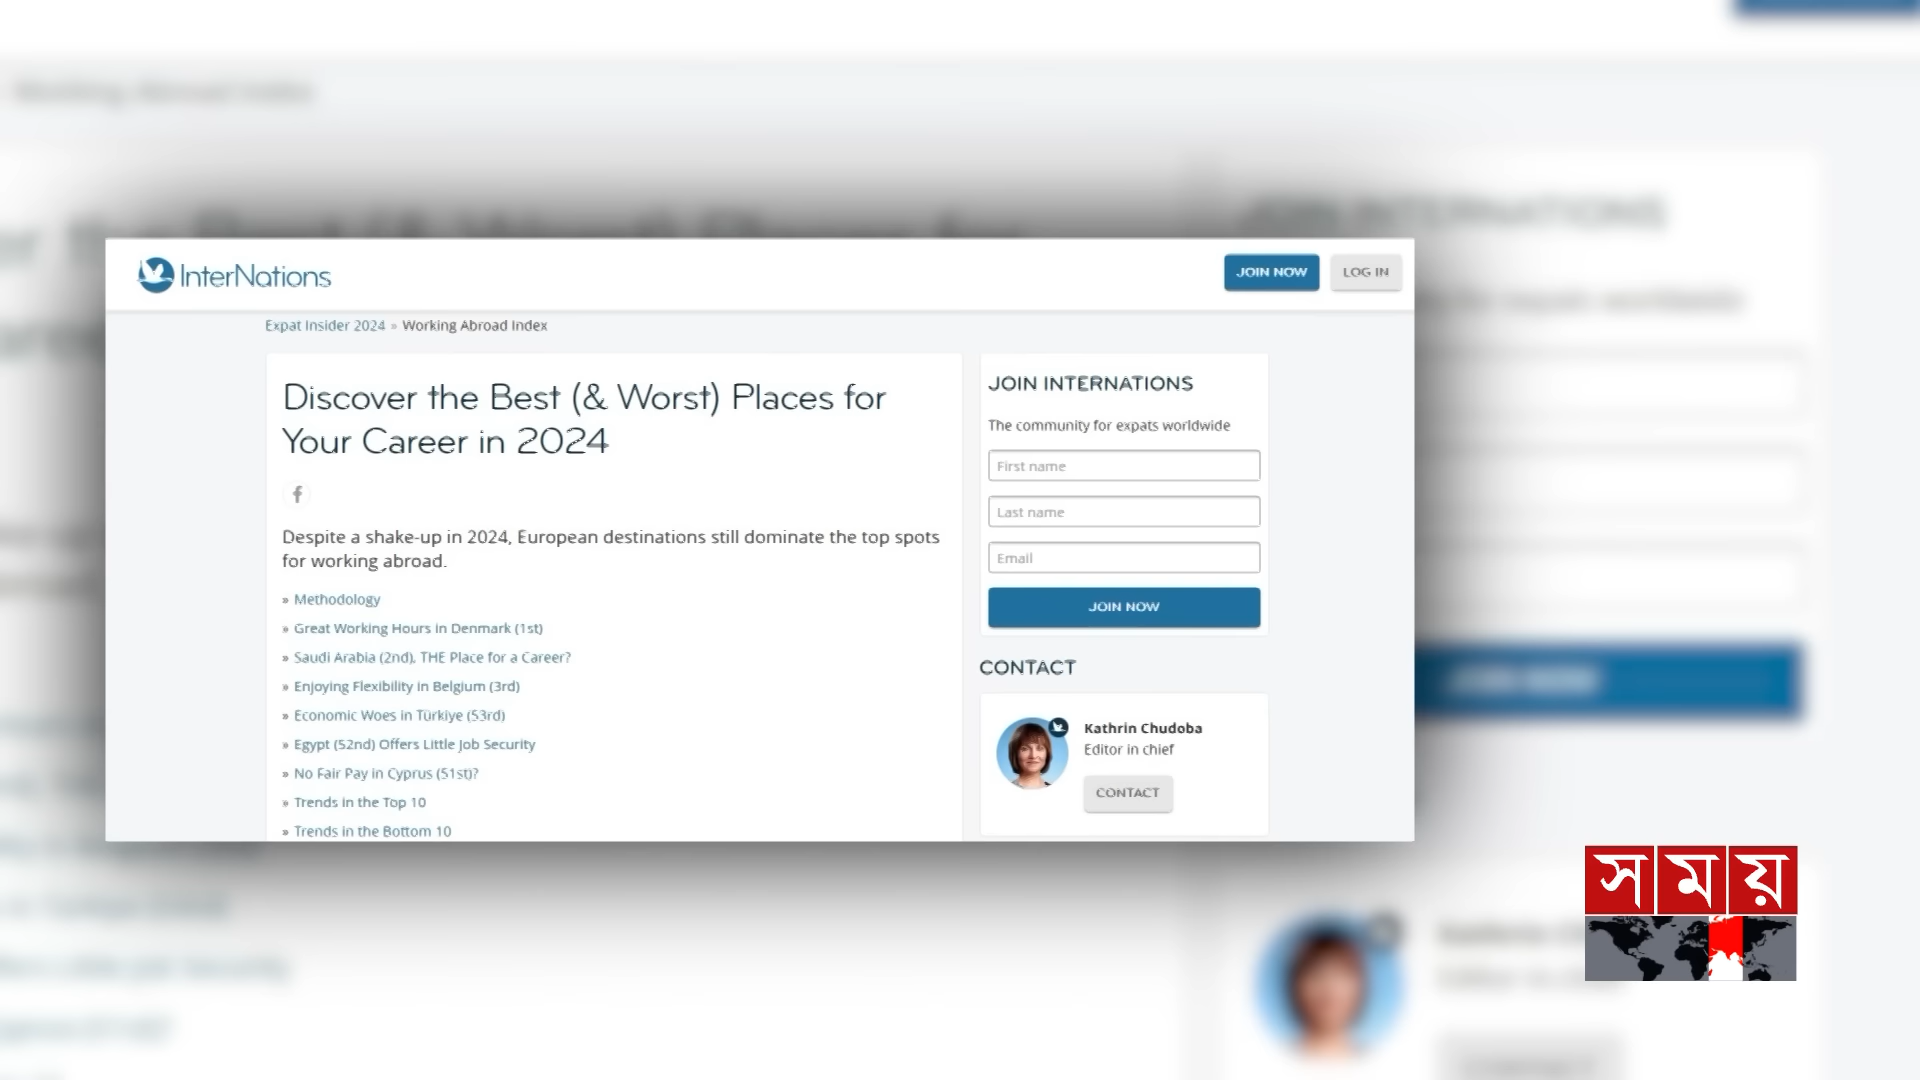 InterNations
JOIN NOW
LOG IN
Expat Insider 2024 » Working Abroad Index
Discover the Best (& Worst) Places for
Your Career in 2024
Despite a shake-up in 2024, European destinations still dominate the top spots
for working abroad.
» Methodology
» Great Working Hours in Denmark (1st)
» Saudi Arabia (2nd), THE Place for a Career?
» Enjoying Flexibility in Belgium (3rd)
» Economic Woes in Türkiye (53rd)
» Egypt (52nd) Offers Little Job Security
» No Fair Pay in Cyprus (51st)?
» Trends in the Top 10
» Trends in the Bottom 10
JOIN INTERNATIONS
The community for expats worldwide
First name
Last name
Email
JOIN NOW
CONTACT
Kathrin Chudoba
Editor in chief
CONTACT
সময়